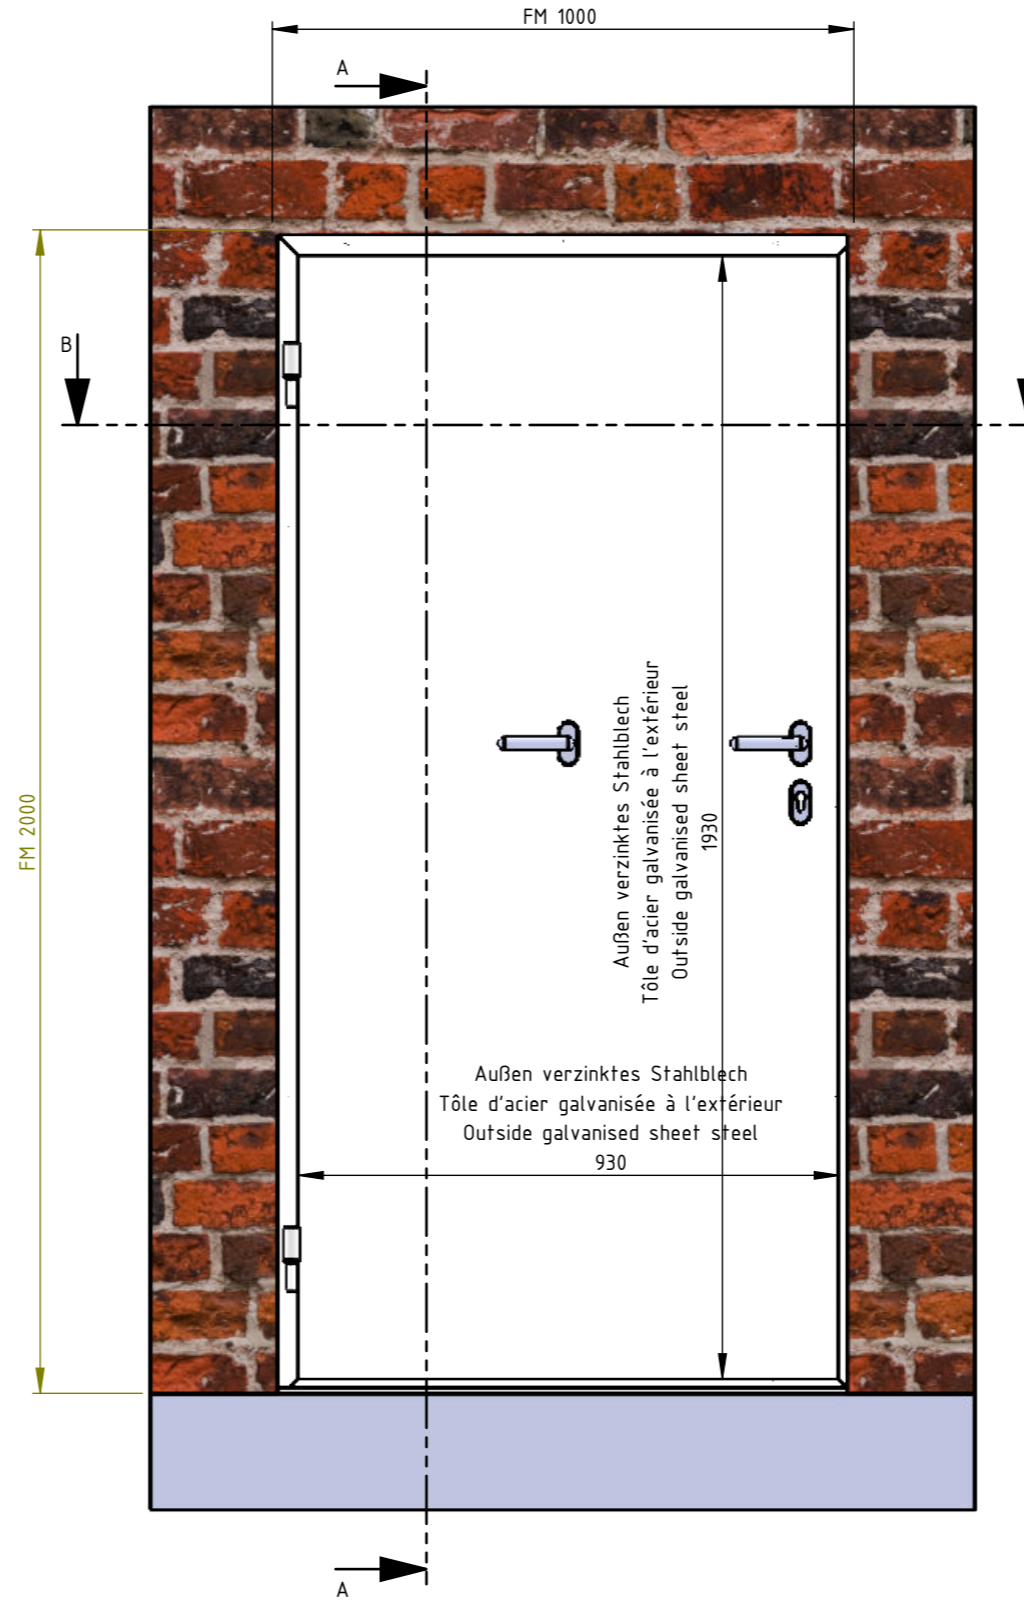 FM 1000
A
B
FM 2000
Außen verzinktes Stahlblech
Tôle d'acier galvanisée à l'extérieur
Outside galvanised sheet steel
1930
Außen verzinktes Stahlblech
Tôle d'acier galvanisée à l'extérieur
Outside galvanised sheet steel
930
A